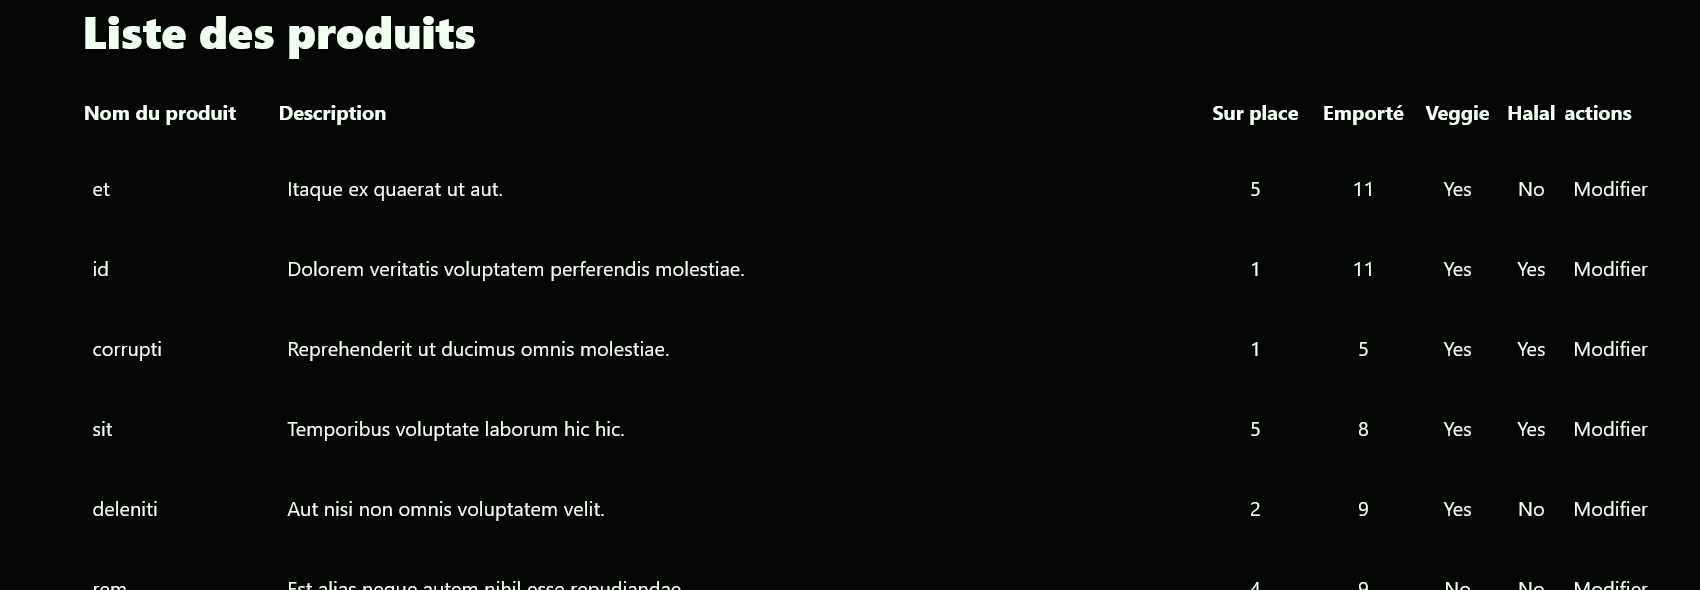 Liste des produits
Nom du produit Description Sur place Emporté Veggie Halal actions
et Itaque ex quaerat ut aut. 5 11 Yes No Modifier
id Dolorem veritatis voluptatem perferendis molestiae. 1 11 Yes Yes Modifier
corrupti Reprehenderit ut ducimus omnis molestiae. 1 5 Yes Yes Modifier
sit Temporibus voluptate laborum hic hic. 5 8 Yes Yes Modifier
deleniti Aut nisi non omnis voluptatem velit. 2 9 Yes No Modifier
rem Est alias neque autem nihil esse repudiandae. 4 9 No No Modifier